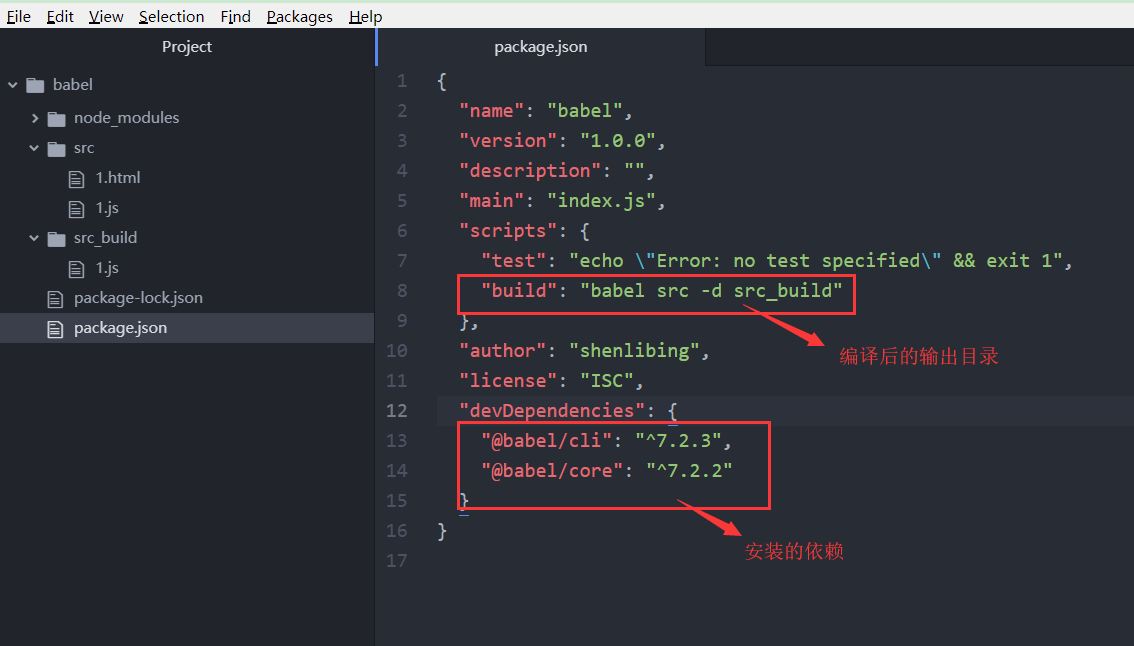 File Edit View Selection Find Packages Help
Project
babel
node_modules
src
1.html
1.js
src_build
1.js
package-lock.json
package.json
package.json
1 {
2 "name": "babel",
3 "version": "1.0.0",
4 "description": "",
5 "main": "index.js",
6 "scripts": {
7 "test": "echo \"Error: no test specified\" && exit 1",
8 "build": "babel src -d src_build"
9 },
编译后的输出目录
10 "author": "shenlibing",
11 "license": "ISC",
12 "devDependencies": {
13 "@babel/cli": "^7.2.3",
14 "@babel/core": "^7.2.2"
15 }
16 }
安装的依赖
17